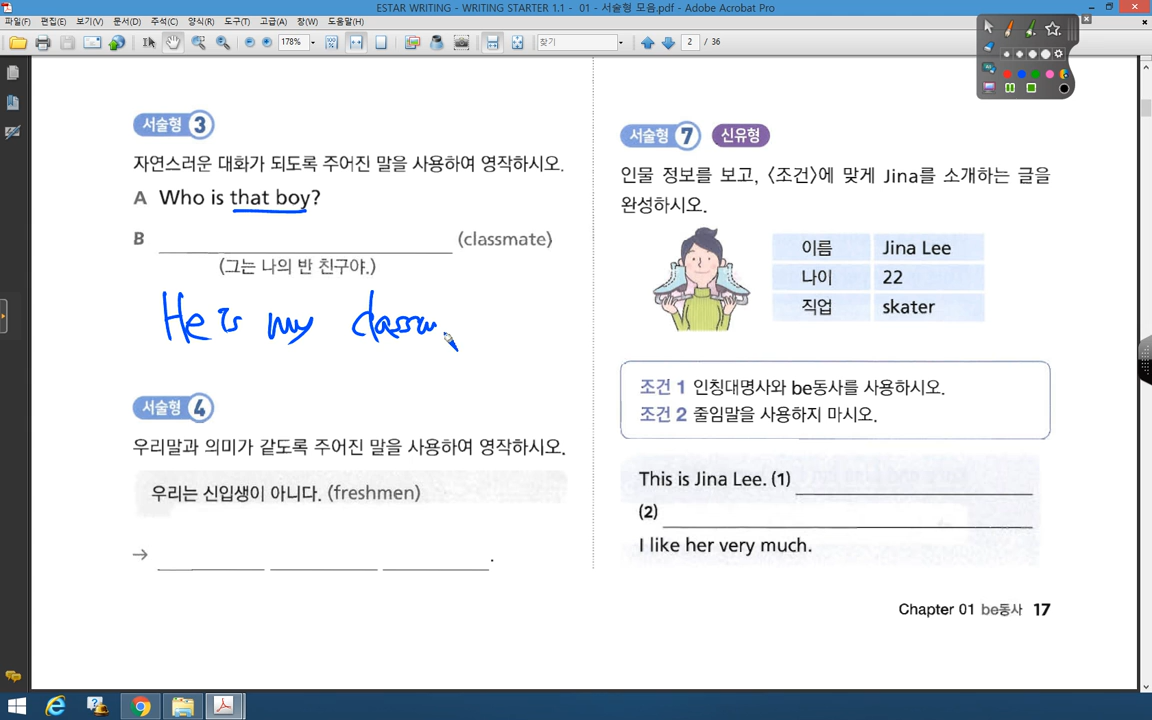 ESTAR WRITING - WRITING STARTER 1.1 - 01 - 서술형 모음.pdf - Adobe Acrobat Pro
파일(F) 편집(E) 보기(V) 문서(D) 주석(C) 양식(R) 도구(T) 고급(A) 창(W) 도움말(H)
178% 찾기 2 / 36
서술형 3
자연스러운 대화가 되도록 주어진 말을 사용하여 영작하시오.
A Who is that boy?
B (classmate)
(그는 나의 반 친구야.)
He is my classm
서술형 4
우리말과 의미가 같도록 주어진 말을 사용하여 영작하시오.
우리는 신입생이 아니다. (freshmen)
→ .
서술형 7 신유형
인물 정보를 보고, 〈조건〉에 맞게 Jina를 소개하는 글을
완성하시오.
이름 Jina Lee
나이 22
직업 skater
조건 1 인칭대명사와 be동사를 사용하시오.
조건 2 줄임말을 사용하지 마시오.
This is Jina Lee. (1)
(2)
I like her very much.
Chapter 01 be동사 17